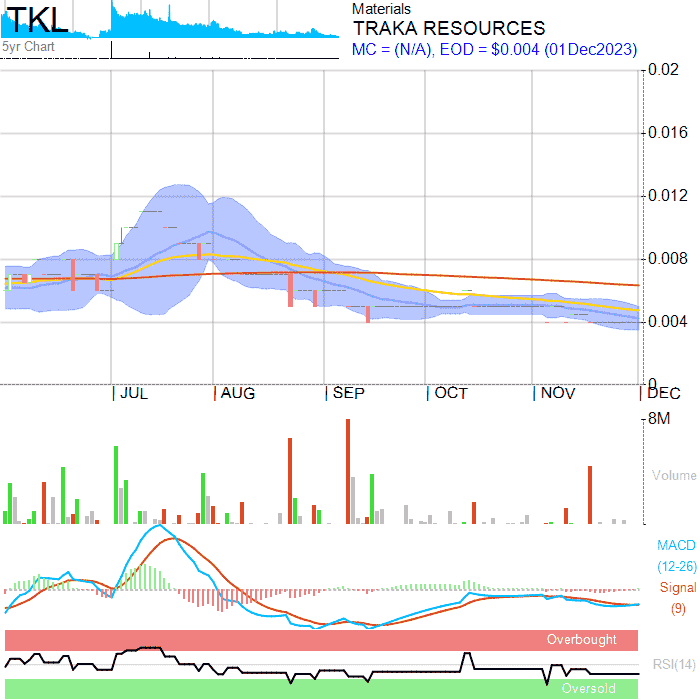 TKL
5yr Chart
Materials
TRAKA RESOURCES
MC = (N/A), EOD = $0.004 (01Dec2023)
0.02
0.016
0.012
0.008
0.004
0
JUL AUG SEP OCT NOV DEC
8M
Volume
MACD
(12-26)
Signal
(9)
Overbought
RSI(14)
Oversold